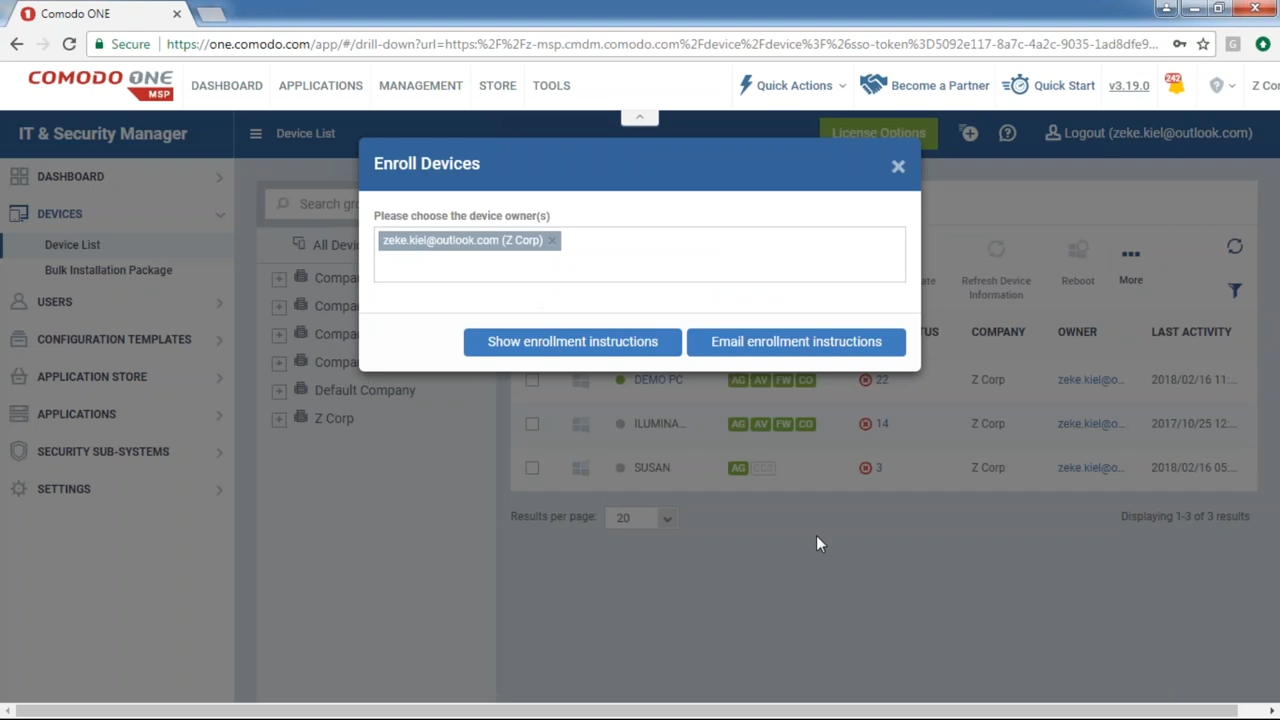 Comodo ONE
Secure https://one.comodo.com/app/#/drill-down?url=https:%2F%2Fz-msp.cmdm.comodo.com%2Fdevice%2Fdevice%3F%26sso-token%3D5092e117-8a7c-4a2c-9035-1ad8dfe9...
COMODO ONE MSP
DASHBOARD APPLICATIONS MANAGEMENT STORE TOOLS Quick Actions Become a Partner Quick Start v3.19.0 242 Z Cor
IT & Security Manager Device List License Options Logout (zeke.kiel@outlook.com)
Enroll Devices
Please choose the device owner(s)
zeke.kiel@outlook.com (Z Corp)
Show enrollment instructions Email enrollment instructions
DASHBOARD
DEVICES
Device List
Bulk Installation Package
USERS
CONFIGURATION TEMPLATES
APPLICATION STORE
APPLICATIONS
SECURITY SUB-SYSTEMS
SETTINGS
Search gro
All Devi
Compa
Compa
Compa
Compa
Default Company
Z Corp
ate Refresh Device Information Reboot More
US COMPANY OWNER LAST ACTIVITY
DEMO PC AG AV FW CO 22 Z Corp zeke.kiel@o... 2018/02/16 11:...
ILUMINA... AG AV FW CO 14 Z Corp zeke.kiel@o... 2017/10/25 12:...
SUSAN AG CCS 3 Z Corp zeke.kiel@o... 2018/02/16 05:...
Results per page: 20 Displaying 1-3 of 3 results